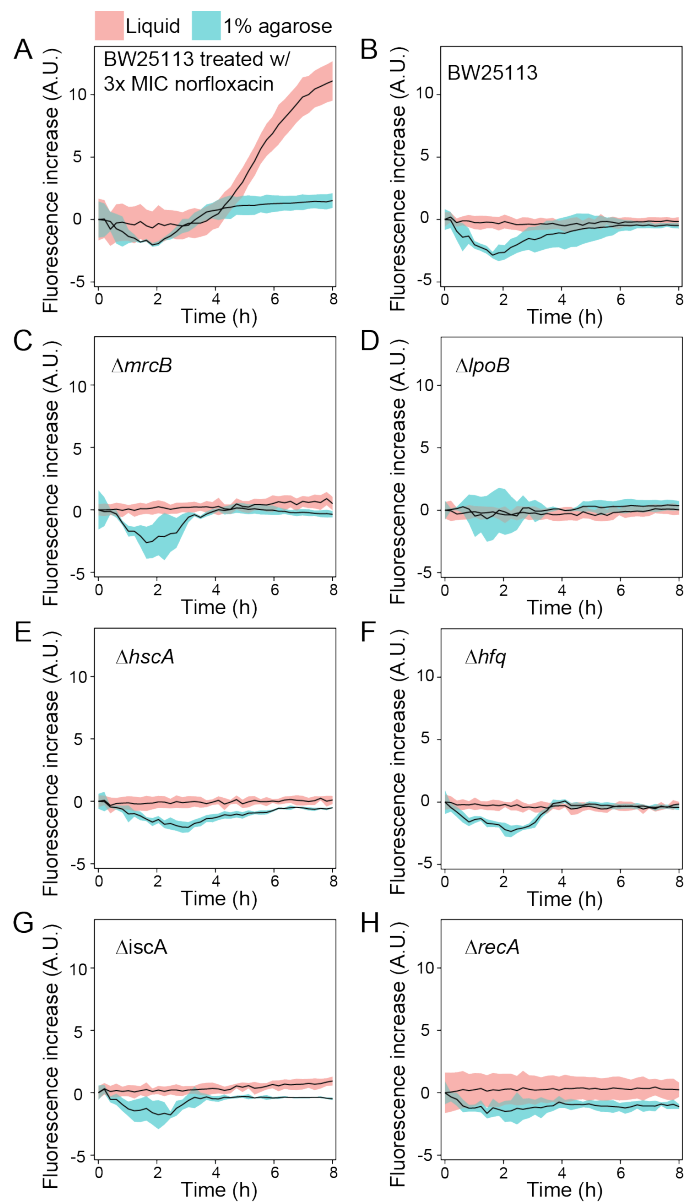 Liquid 1% agarose
A
BW25113 treated w/
3x MIC norfloxacin
Fluorescence increase (A.U.)
10
5
0
-5
0 2 4 6 8
Time (h)
B
BW25113
Fluorescence increase (A.U.)
10
5
0
-5
0 2 4 6 8
Time (h)
C
ΔmrcB
Fluorescence increase (A.U.)
10
5
0
-5
0 2 4 6 8
Time (h)
D
ΔlpoB
Fluorescence increase (A.U.)
10
5
0
-5
0 2 4 6 8
Time (h)
E
ΔhscA
Fluorescence increase (A.U.)
10
5
0
-5
0 2 4 6 8
Time (h)
F
Δhfq
Fluorescence increase (A.U.)
10
5
0
-5
0 2 4 6 8
Time (h)
G
ΔiscA
Fluorescence increase (A.U.)
10
5
0
-5
0 2 4 6 8
Time (h)
H
ΔrecA
Fluorescence increase (A.U.)
10
5
0
-5
0 2 4 6 8
Time (h)